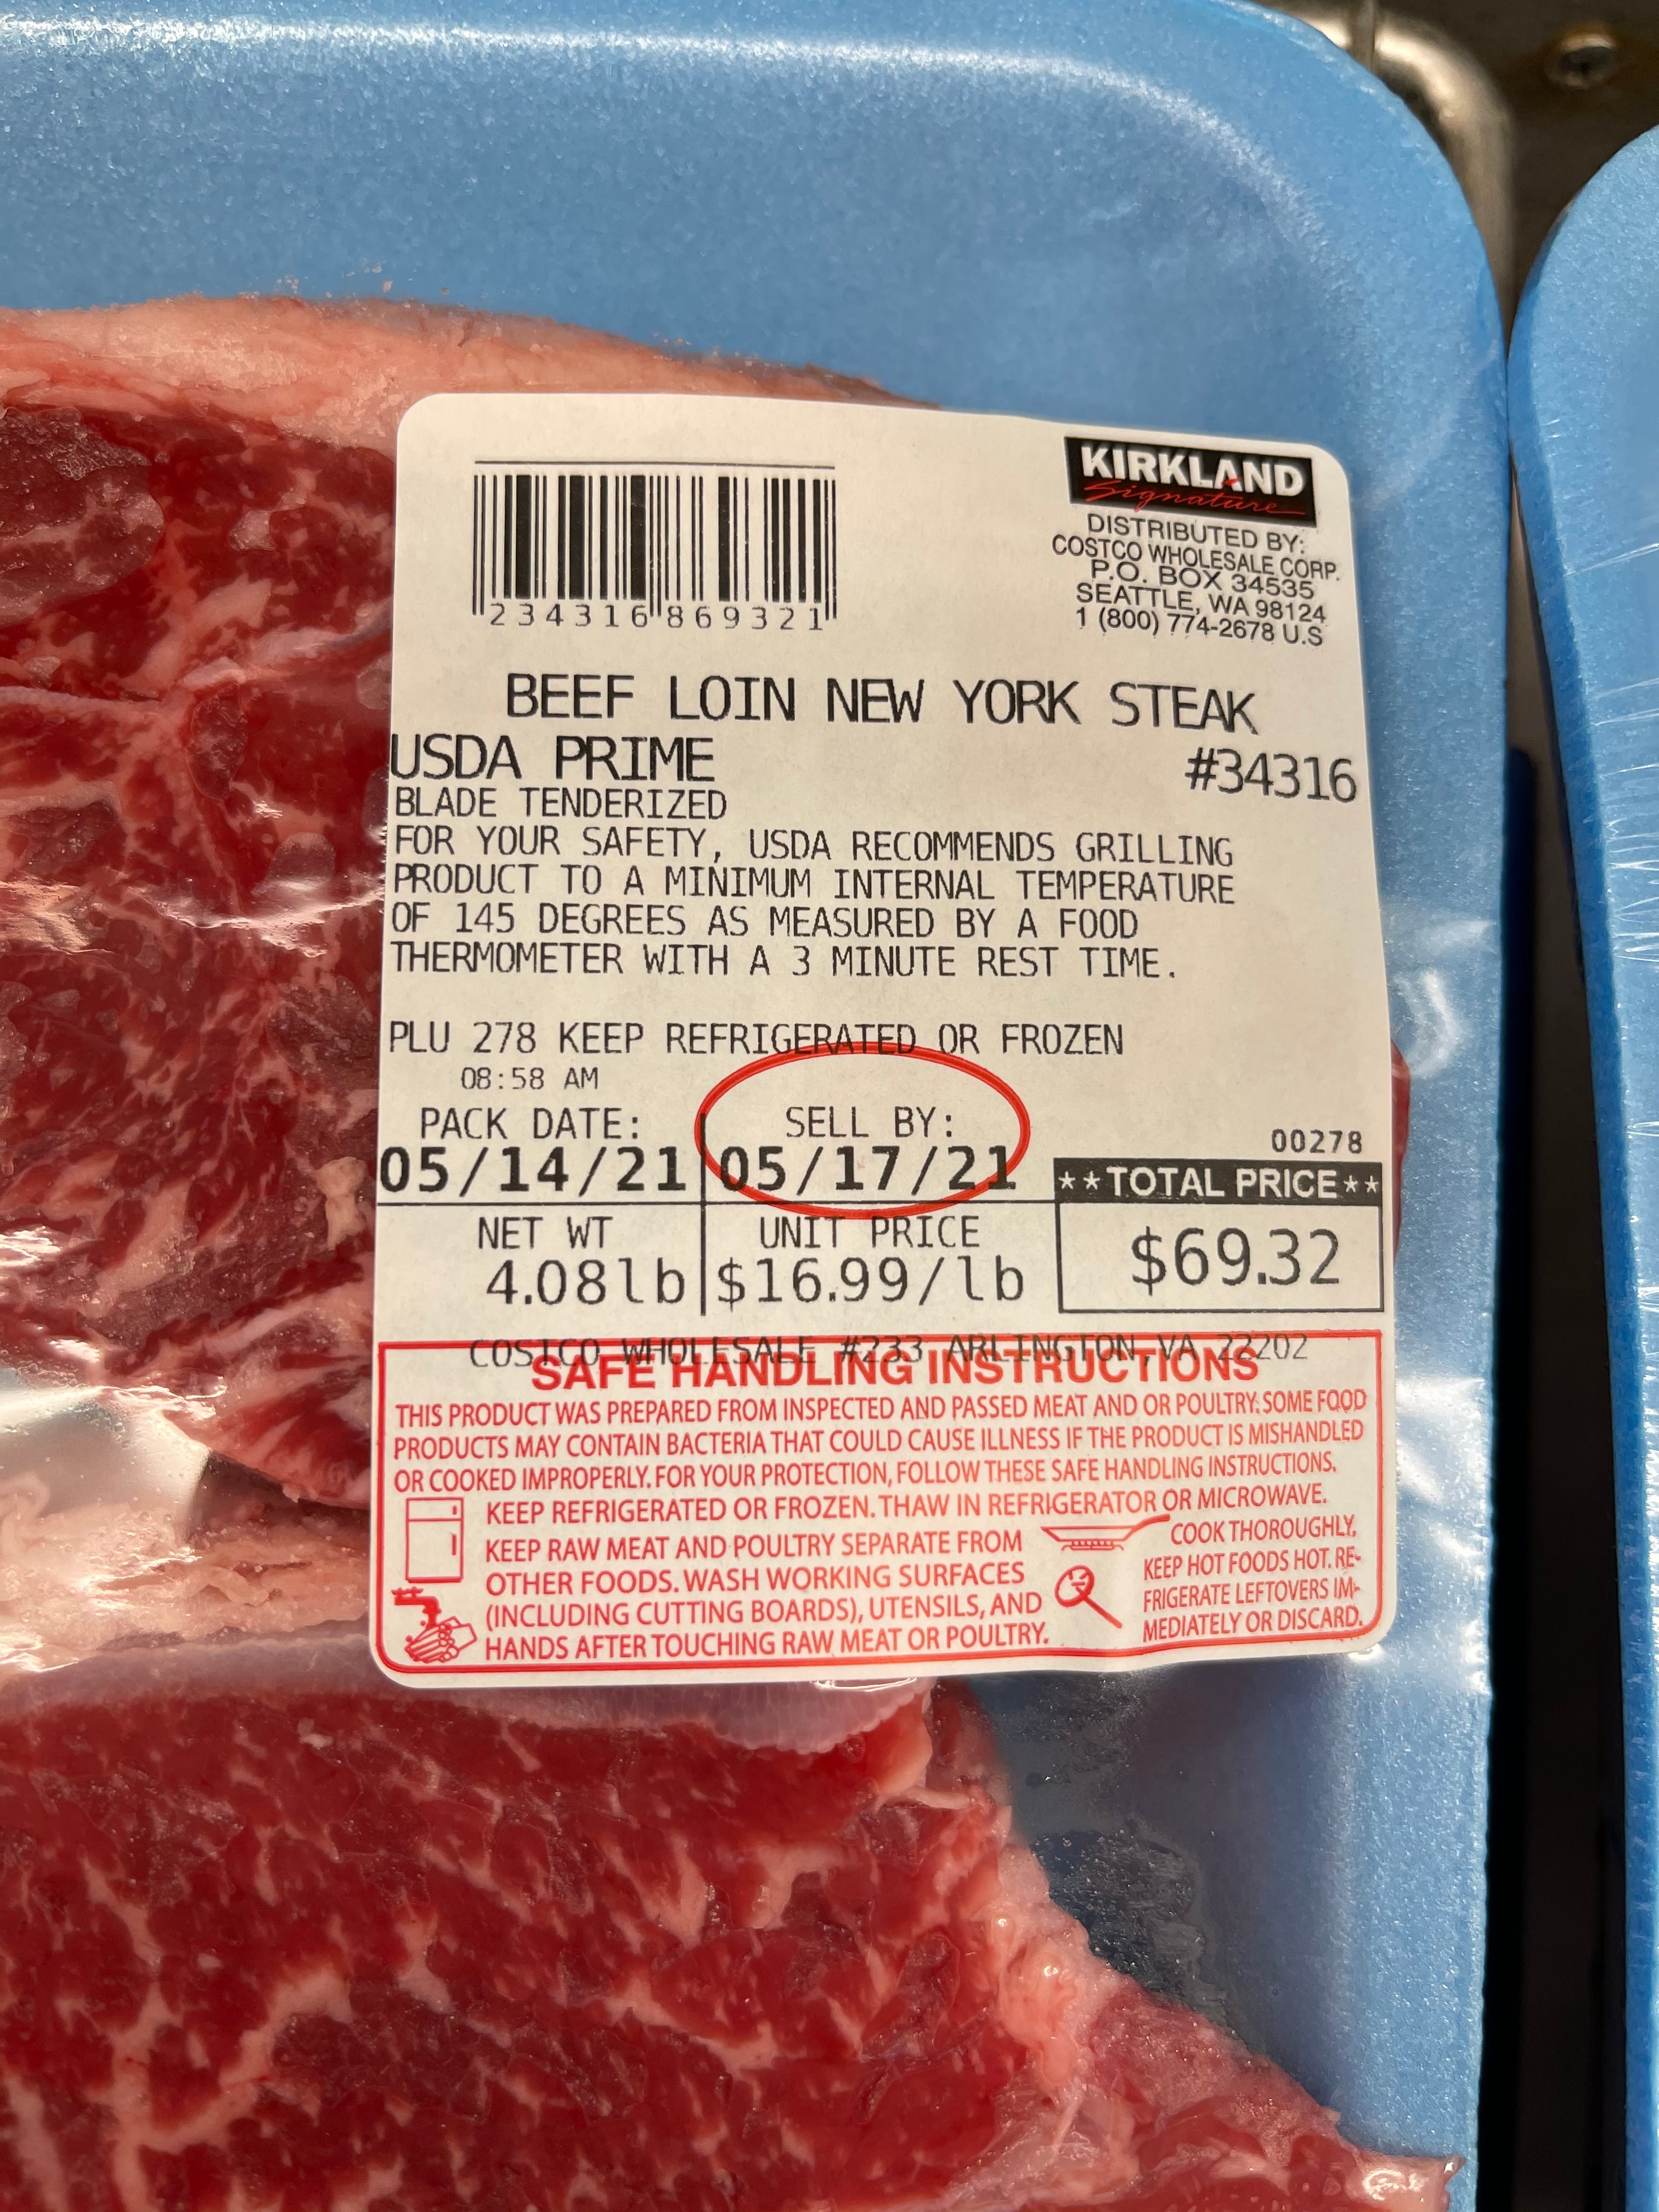 KIRKLAND
Signature
DISTRIBUTED BY:
COSTCO WHOLESALE CORP.
P.O. BOX 34535
SEATTLE, WA 98124
1 (800) 774-2678 U.S
2 34316 86932 1
BEEF LOIN NEW YORK STEAK
USDA PRIME #34316
BLADE TENDERIZED
FOR YOUR SAFETY, USDA RECOMMENDS GRILLING
PRODUCT TO A MINIMUM INTERNAL TEMPERATURE
OF 145 DEGREES AS MEASURED BY A FOOD
THERMOMETER WITH A 3 MINUTE REST TIME.
PLU 278 KEEP REFRIGERATED OR FROZEN
08:58 AM
PACK DATE: SELL BY: 00278
05/14/21 05/17/21 **TOTAL PRICE**
NET WT UNIT PRICE
4.08lb $16.99/lb $69.32
COSTCO WHOLESALE #233 ARLINGTON, VA 22202
SAFE HANDLING INSTRUCTIONS
THIS PRODUCT WAS PREPARED FROM INSPECTED AND PASSED MEAT AND OR POULTRY. SOME FOOD
PRODUCTS MAY CONTAIN BACTERIA THAT COULD CAUSE ILLNESS IF THE PRODUCT IS MISHANDLED
OR COOKED IMPROPERLY. FOR YOUR PROTECTION, FOLLOW THESE SAFE HANDLING INSTRUCTIONS.
KEEP REFRIGERATED OR FROZEN. THAW IN REFRIGERATOR OR MICROWAVE.
KEEP RAW MEAT AND POULTRY SEPARATE FROM
OTHER FOODS. WASH WORKING SURFACES
(INCLUDING CUTTING BOARDS), UTENSILS, AND
HANDS AFTER TOUCHING RAW MEAT OR POULTRY.
COOK THOROUGHLY.
KEEP HOT FOODS HOT. RE-
FRIGERATE LEFTOVERS IM-
MEDIATELY OR DISCARD.